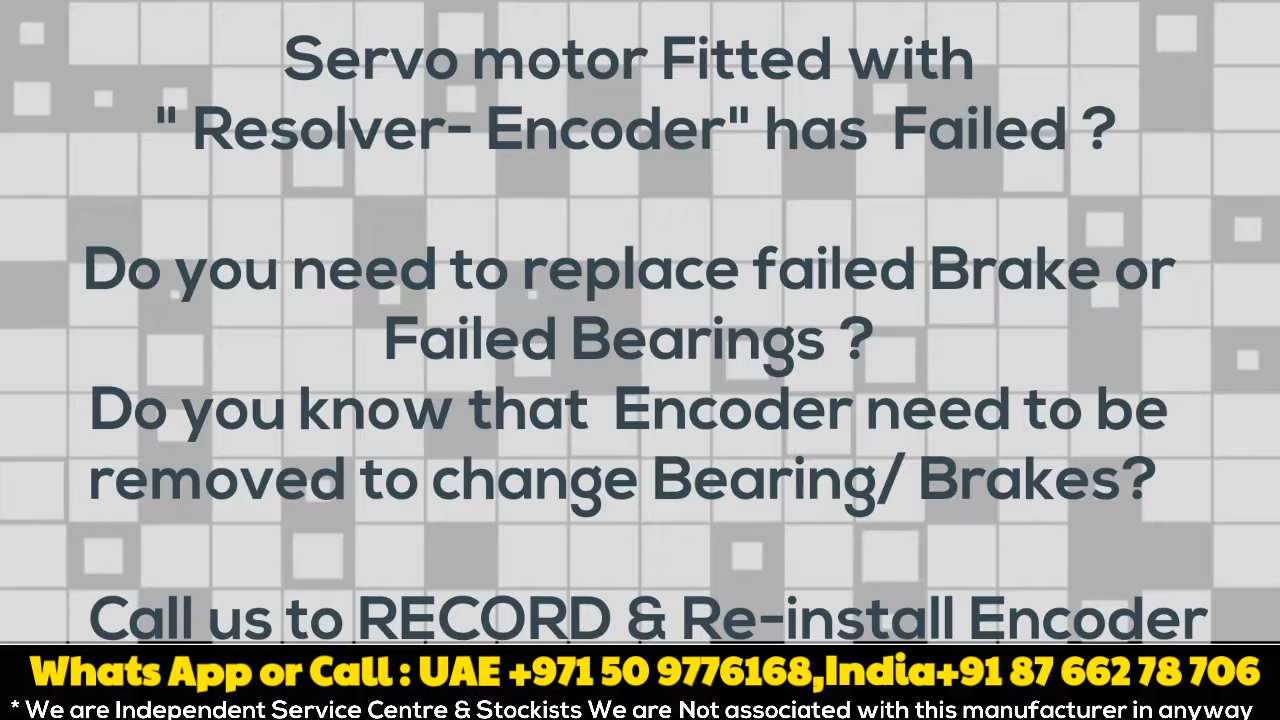 Servo motor Fitted with
" Resolver- Encoder" has Failed ?
Do you need to replace failed Brake or
Failed Bearings ?
Do you know that Encoder need to be
removed to change Bearing/ Brakes?
Call us to RECORD & Re-install Encoder
Whats App or Call : UAE +971 50 9776168,India+91 87 662 78 706
* We are Independent Service Centre & Stockists We are Not associated with this manufacturer in anyway